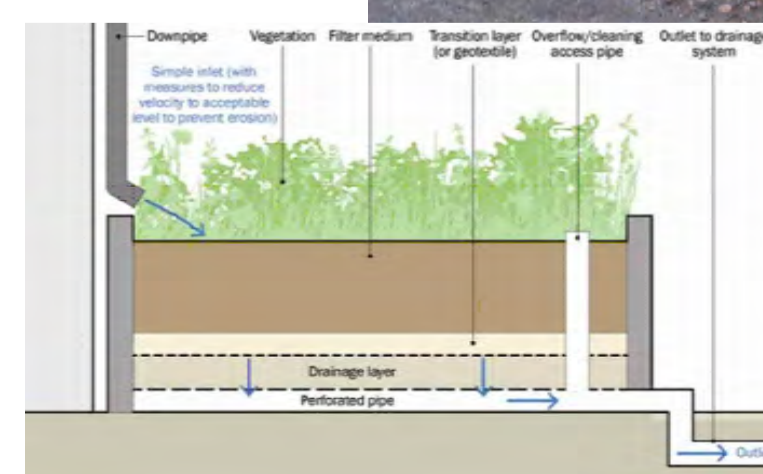 Downpipe
Vegetation
Filter medium
Transition layer
(or geotextile)
Overflow/cleaning
access pipe
Outlet to drainage
system
Simple inlet (with
measures to reduce
velocity to acceptable
level to prevent erosion)
Drainage layer
Perforated pipe